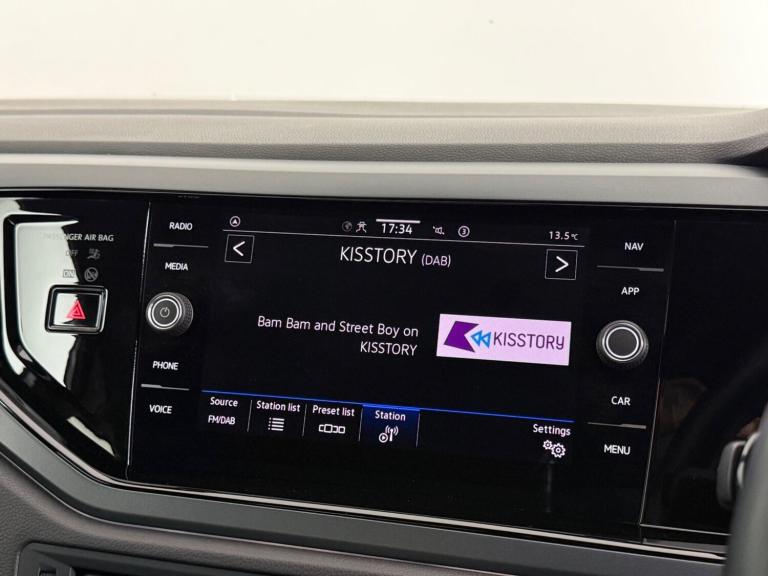 PASSENGER AIR BAG
OFF
ON
RADIO
MEDIA
PHONE
VOICE
17:34
3
13.5°C
<
KISSTORY (DAB)
>
Bam Bam and Street Boy on
KISSTORY
KISSTORY
Source
FM/DAB
Station list
Preset list
Station
Settings
NAV
APP
CAR
MENU